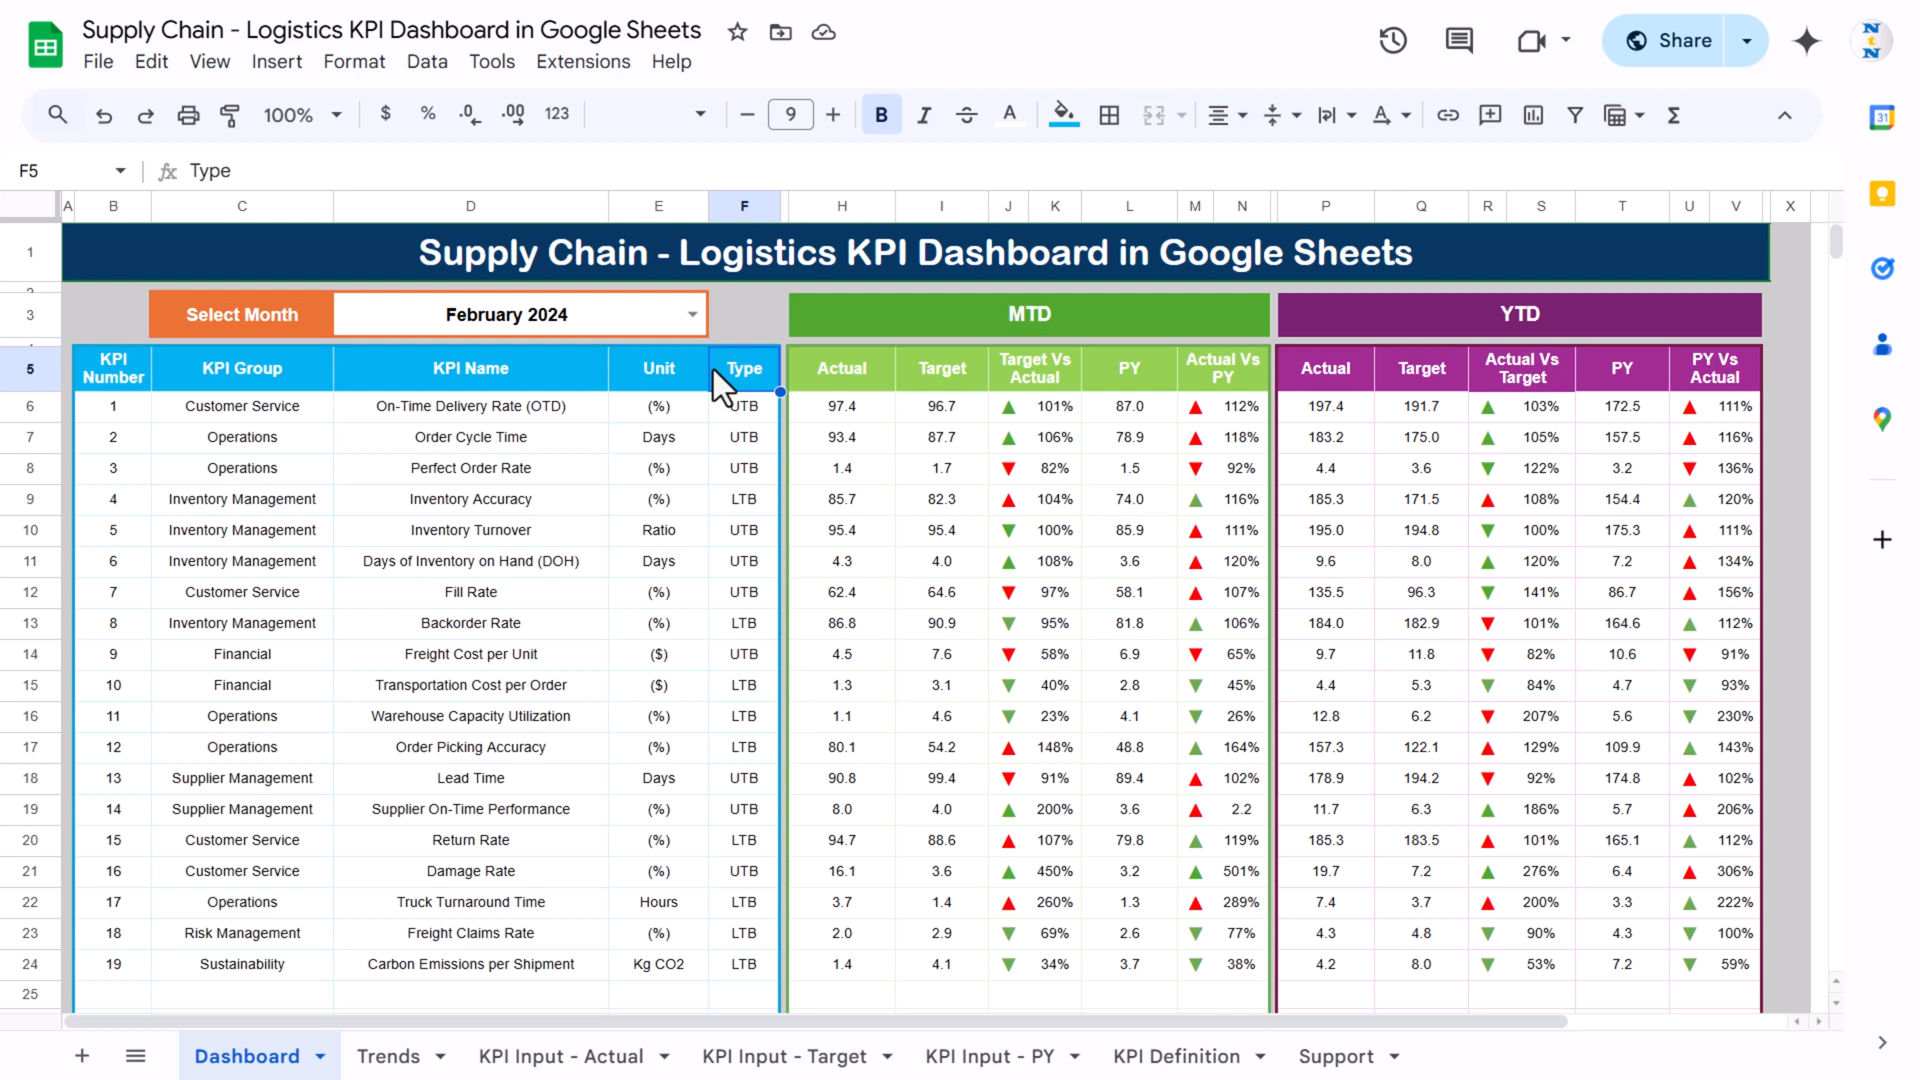 Supply Chain - Logistics KPI Dashboard in Google Sheets
File Edit View Insert Format Data Tools Extensions Help
Share
N
t
N
100% $ % .0 .00 123 9 B I A A Σ
31
F5 fx Type
A B C D E F H I J K L M N P Q R S T U V X
1 Supply Chain - Logistics KPI Dashboard in Google Sheets
3 Select Month February 2024 MTD YTD
5 KPI Number KPI Group KPI Name Unit Type Actual Target Target Vs Actual PY Actual Vs PY Actual Target Actual Vs Target PY PY Vs Actual
6 1 Customer Service On-Time Delivery Rate (OTD) (%) UTB 97.4 96.7 ▲ 101% 87.0 ▲ 112% 197.4 191.7 ▲ 103% 172.5 ▲ 111%
7 2 Operations Order Cycle Time Days UTB 93.4 87.7 ▲ 106% 78.9 ▲ 118% 183.2 175.0 ▲ 105% 157.5 ▲ 116%
8 3 Operations Perfect Order Rate (%) UTB 1.4 1.7 ▼ 82% 1.5 ▼ 92% 4.4 3.6 ▼ 122% 3.2 ▼ 136%
9 4 Inventory Management Inventory Accuracy (%) LTB 85.7 82.3 ▲ 104% 74.0 ▲ 116% 185.3 171.5 ▲ 108% 154.4 ▲ 120%
10 5 Inventory Management Inventory Turnover Ratio UTB 95.4 95.4 ▼ 100% 85.9 ▲ 111% 195.0 194.8 ▼ 100% 175.3 ▲ 111%
11 6 Inventory Management Days of Inventory on Hand (DOH) Days UTB 4.3 4.0 ▲ 108% 3.6 ▲ 120% 9.6 8.0 ▲ 120% 7.2 ▲ 134%
12 7 Customer Service Fill Rate (%) UTB 62.4 64.6 ▼ 97% 58.1 ▲ 107% 135.5 96.3 ▼ 141% 86.7 ▲ 156%
13 8 Inventory Management Backorder Rate (%) LTB 86.8 90.9 ▼ 95% 81.8 ▲ 106% 184.0 182.9 ▼ 101% 164.6 ▲ 112%
14 9 Financial Freight Cost per Unit ($) UTB 4.5 7.6 ▼ 58% 6.9 ▼ 65% 9.7 11.8 ▼ 82% 10.6 ▼ 91%
15 10 Financial Transportation Cost per Order ($) LTB 1.3 3.1 ▼ 40% 2.8 ▼ 45% 4.4 5.3 ▼ 84% 4.7 ▼ 93%
16 11 Operations Warehouse Capacity Utilization (%) LTB 1.1 4.6 ▼ 23% 4.1 ▼ 26% 12.8 6.2 ▼ 207% 5.6 ▼ 230%
17 12 Operations Order Picking Accuracy (%) LTB 80.1 54.2 ▲ 148% 48.8 ▲ 164% 157.3 122.1 ▲ 129% 109.9 ▲ 143%
18 13 Supplier Management Lead Time Days UTB 90.8 99.4 ▼ 91% 89.4 ▲ 102% 178.9 194.2 ▼ 92% 174.8 ▲ 102%
19 14 Supplier Management Supplier On-Time Performance (%) UTB 8.0 4.0 ▲ 200% 3.6 ▲ 2.2 11.7 6.3 ▲ 186% 5.7 ▲ 206%
20 15 Customer Service Return Rate (%) LTB 94.7 88.6 ▲ 107% 79.8 ▲ 119% 185.3 183.5 ▲ 101% 165.1 ▲ 112%
21 16 Customer Service Damage Rate (%) UTB 16.1 3.6 ▲ 450% 3.2 ▲ 501% 19.7 7.2 ▲ 276% 6.4 ▲ 306%
22 17 Operations Truck Turnaround Time Hours LTB 3.7 1.4 ▲ 260% 1.3 ▲ 289% 7.4 3.7 ▲ 200% 3.3 ▲ 222%
23 18 Risk Management Freight Claims Rate (%) LTB 2.0 2.9 ▼ 69% 2.6 ▼ 77% 4.3 4.8 ▼ 90% 4.3 ▼ 100%
24 19 Sustainability Carbon Emissions per Shipment Kg CO2 LTB 1.4 4.1 ▼ 34% 3.7 ▼ 38% 4.2 8.0 ▼ 53% 7.2 ▼ 59%
25
Dashboard Trends KPI Input - Actual KPI Input - Target KPI Input - PY KPI Definition Support